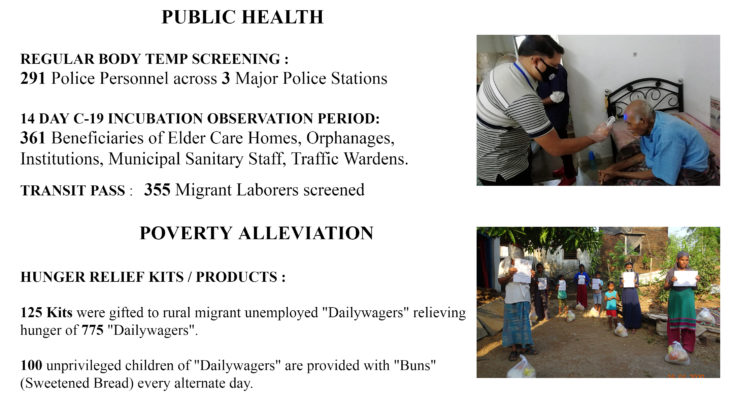 PUBLIC HEALTH
REGULAR BODY TEMP SCREENING :
291 Police Personnel across 3 Major Police Stations
14 DAY C-19 INCUBATION OBSERVATION PERIOD:
361 Beneficiaries of Elder Care Homes, Orphanages,
Institutions, Municipal Sanitary Staff, Traffic Wardens.
TRANSIT PASS : 355 Migrant Laborers screened
POVERTY ALLEVIATION
HUNGER RELIEF KITS / PRODUCTS :
125 Kits were gifted to rural migrant unemployed "Dailywagers" relieving
hunger of 775 "Dailywagers".
100 unprivileged children of "Dailywagers" are provided with "Buns"
(Sweetened Bread) every alternate day.